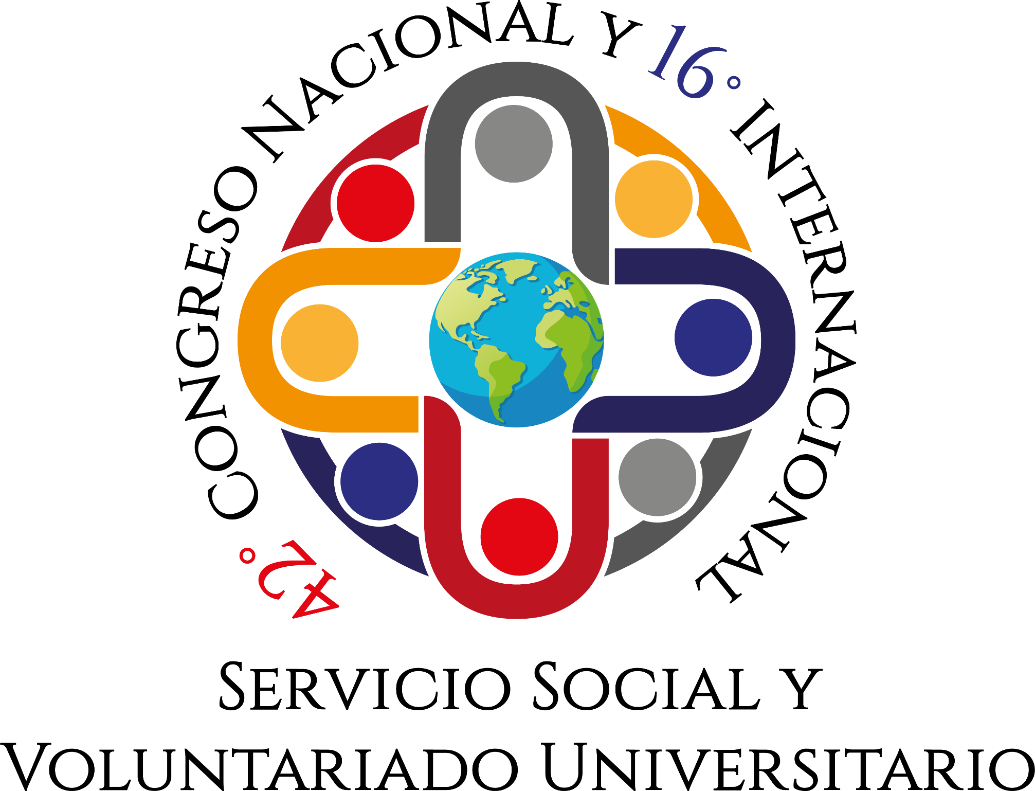 42° Congreso Nacional y 16° Internacional
Servicio Social y
Voluntariado Universitario